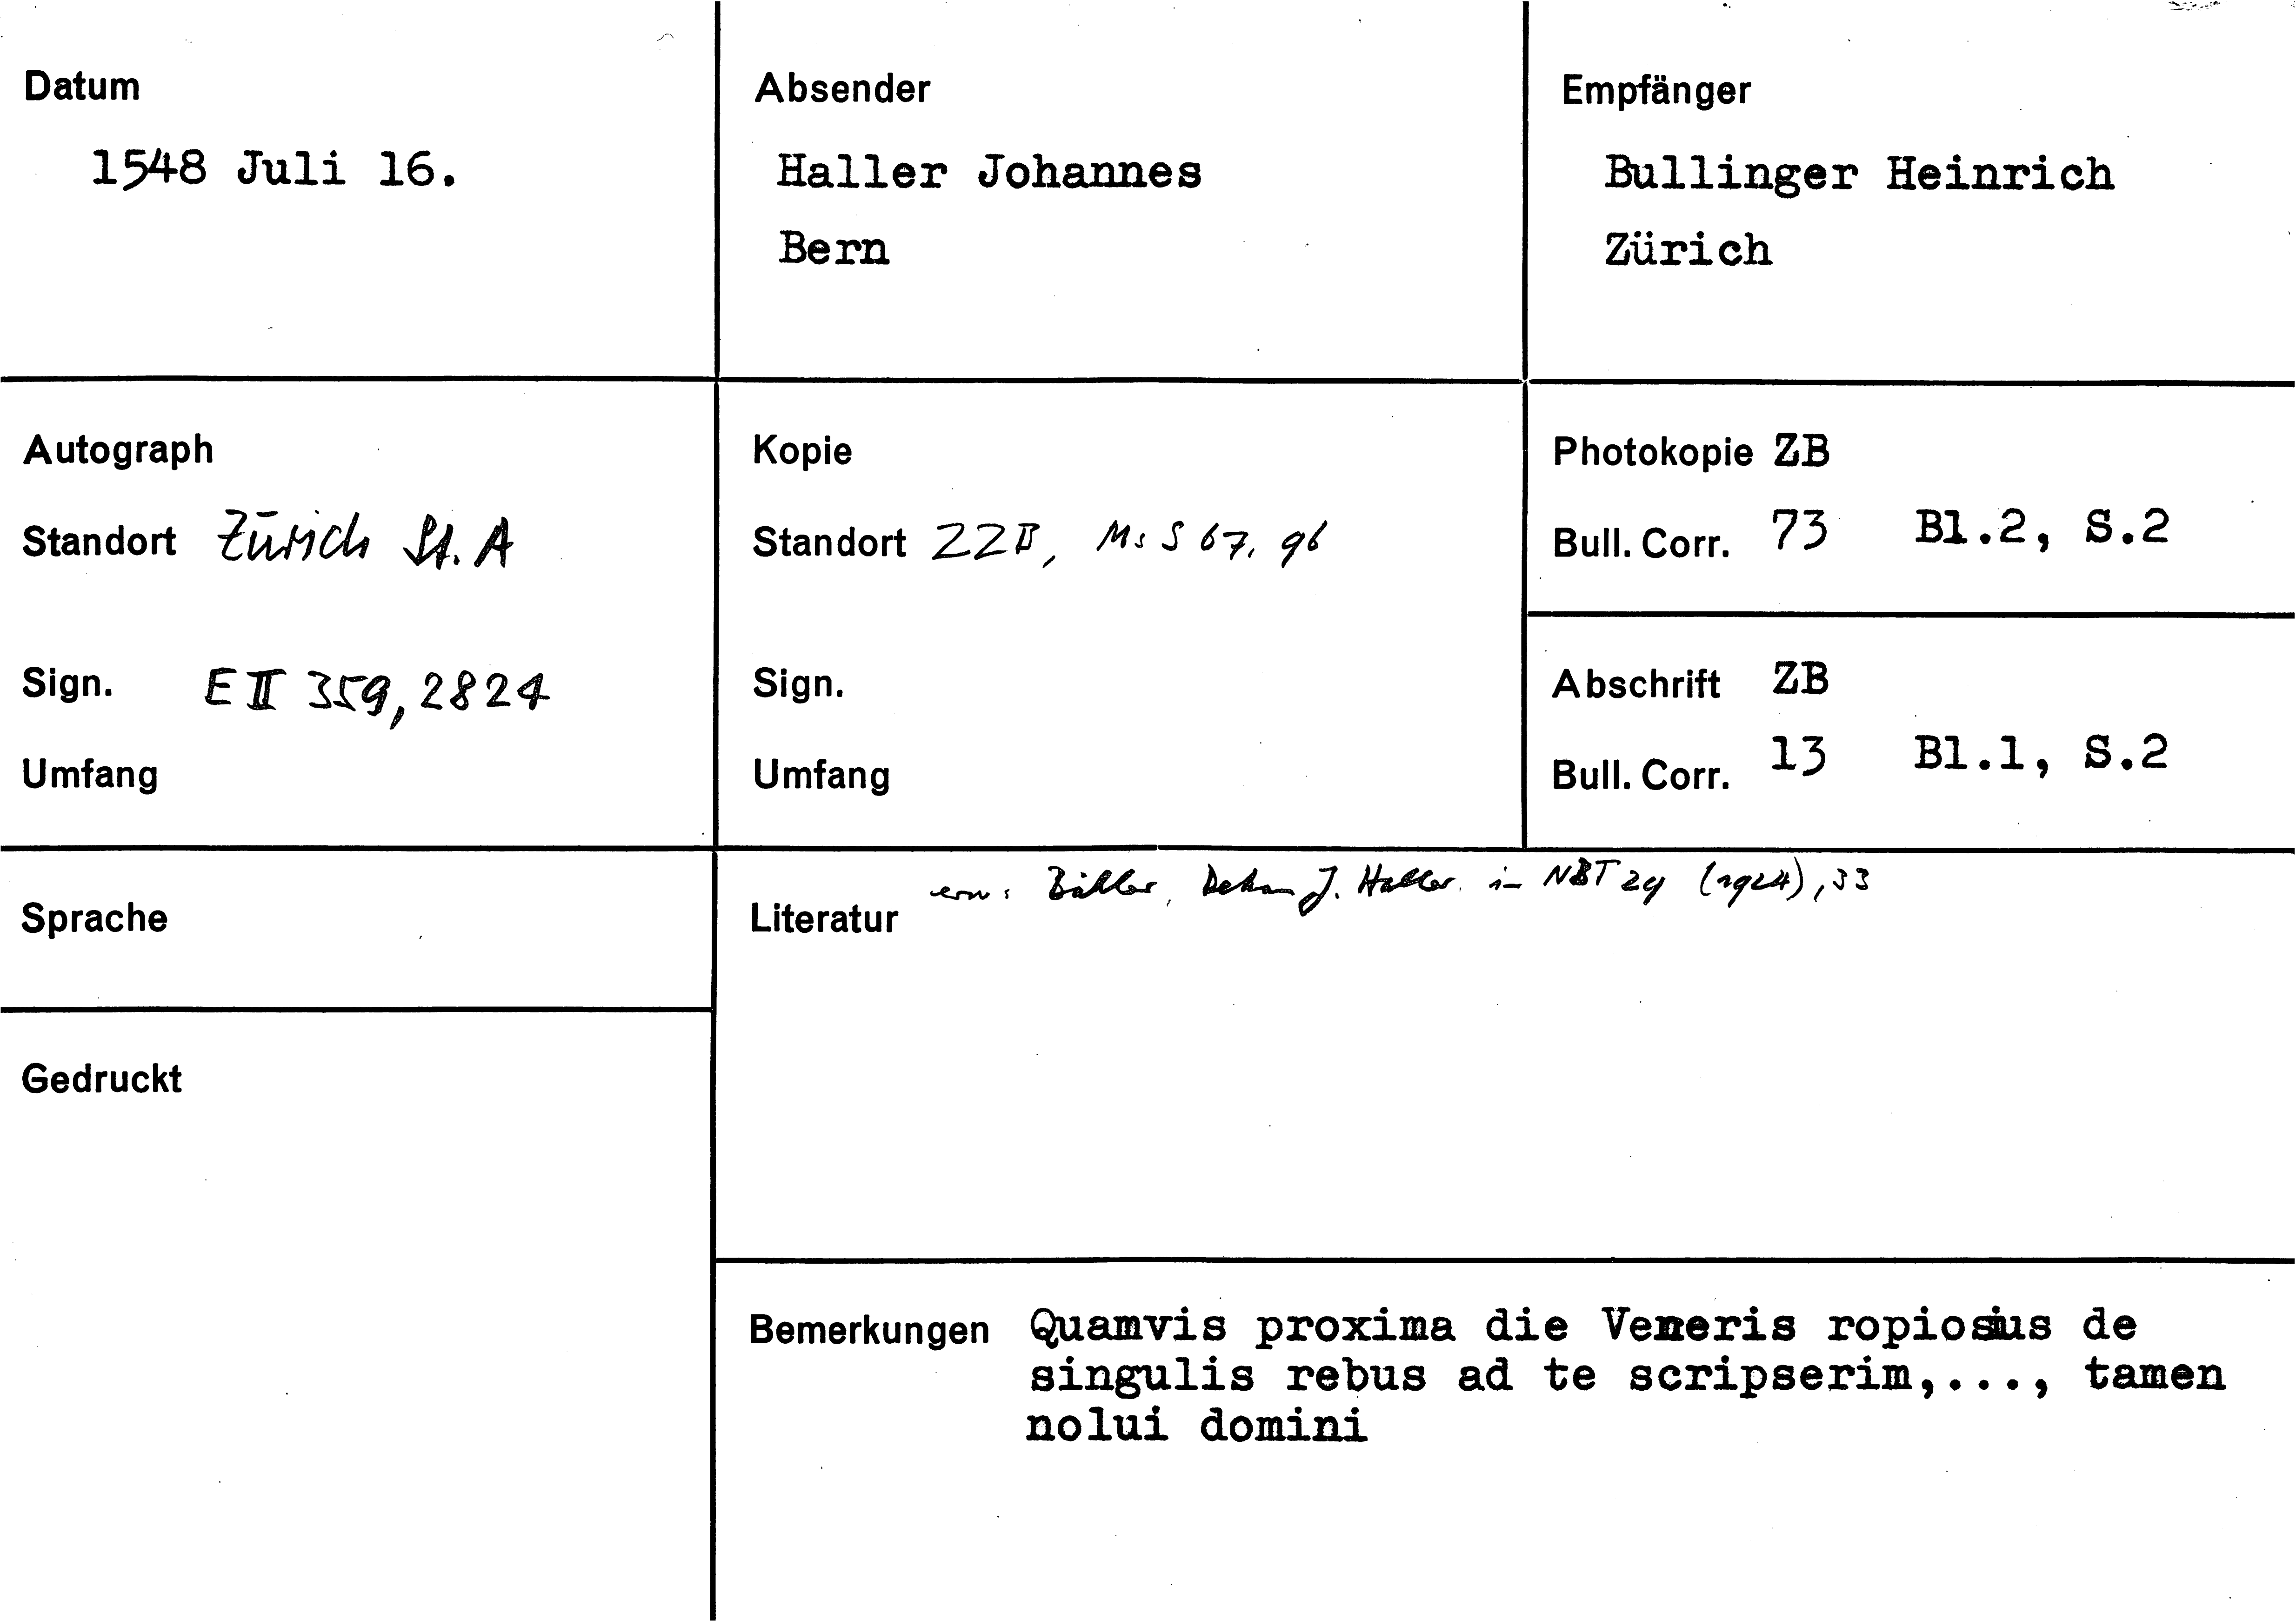 Datum
1548 Juli 16.
Absender
Haller Johannes
Bern
Empfänger
Bullinger Heinrich
Zürich
Autograph
Standort Zürich St. A
Sign. E II 359, 2824
Umfang
Kopie
Standort ZZB, Ms S 67, 96
Sign.
Umfang
Photokopie ZB
Bull. Corr. 73 Bl.2, S.2
Abschrift ZB
Bull. Corr. 13 Bl.1, S.2
Sprache
Gedruckt
Literatur erw: Bähler, Dekan J. Haller. in NBT 29 (1924), 33
Bemerkungen Quamvis proxima die Veneris ropiosius de
singulis rebus ad te scripserim,..., tamen
nolui domini